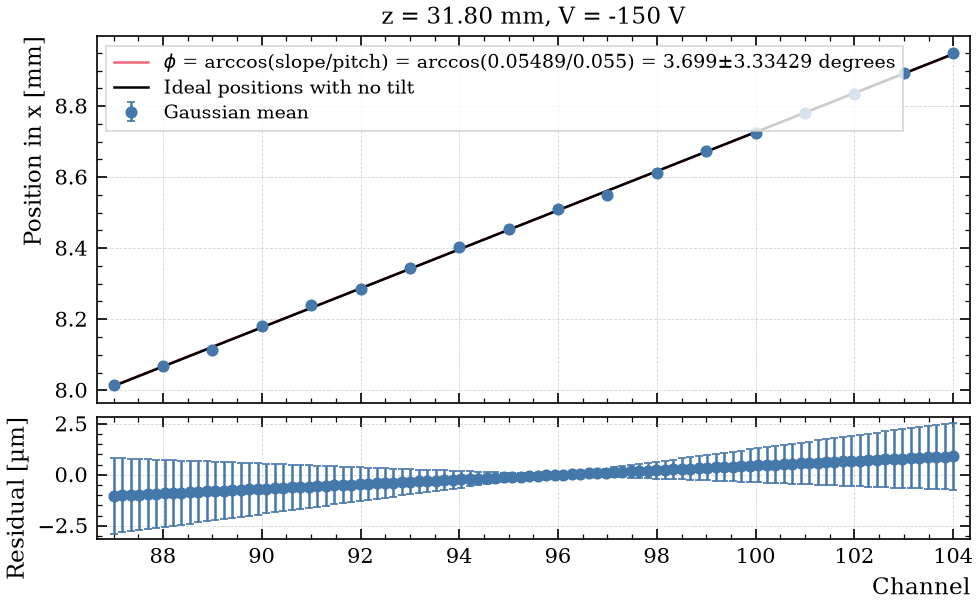 z = 31.80 mm, V = -150 V
ϕ = arccos(slope/pitch) = arccos(0.05489/0.055) = 3.699±3.33429 degrees
Ideal positions with no tilt
Gaussian mean
Position in x [mm]
8.8
8.6
8.4
8.2
8.0
Residual [µm]
2.5
0.0
−2.5
88 90 92 94 96 98 100 102 104
Channel